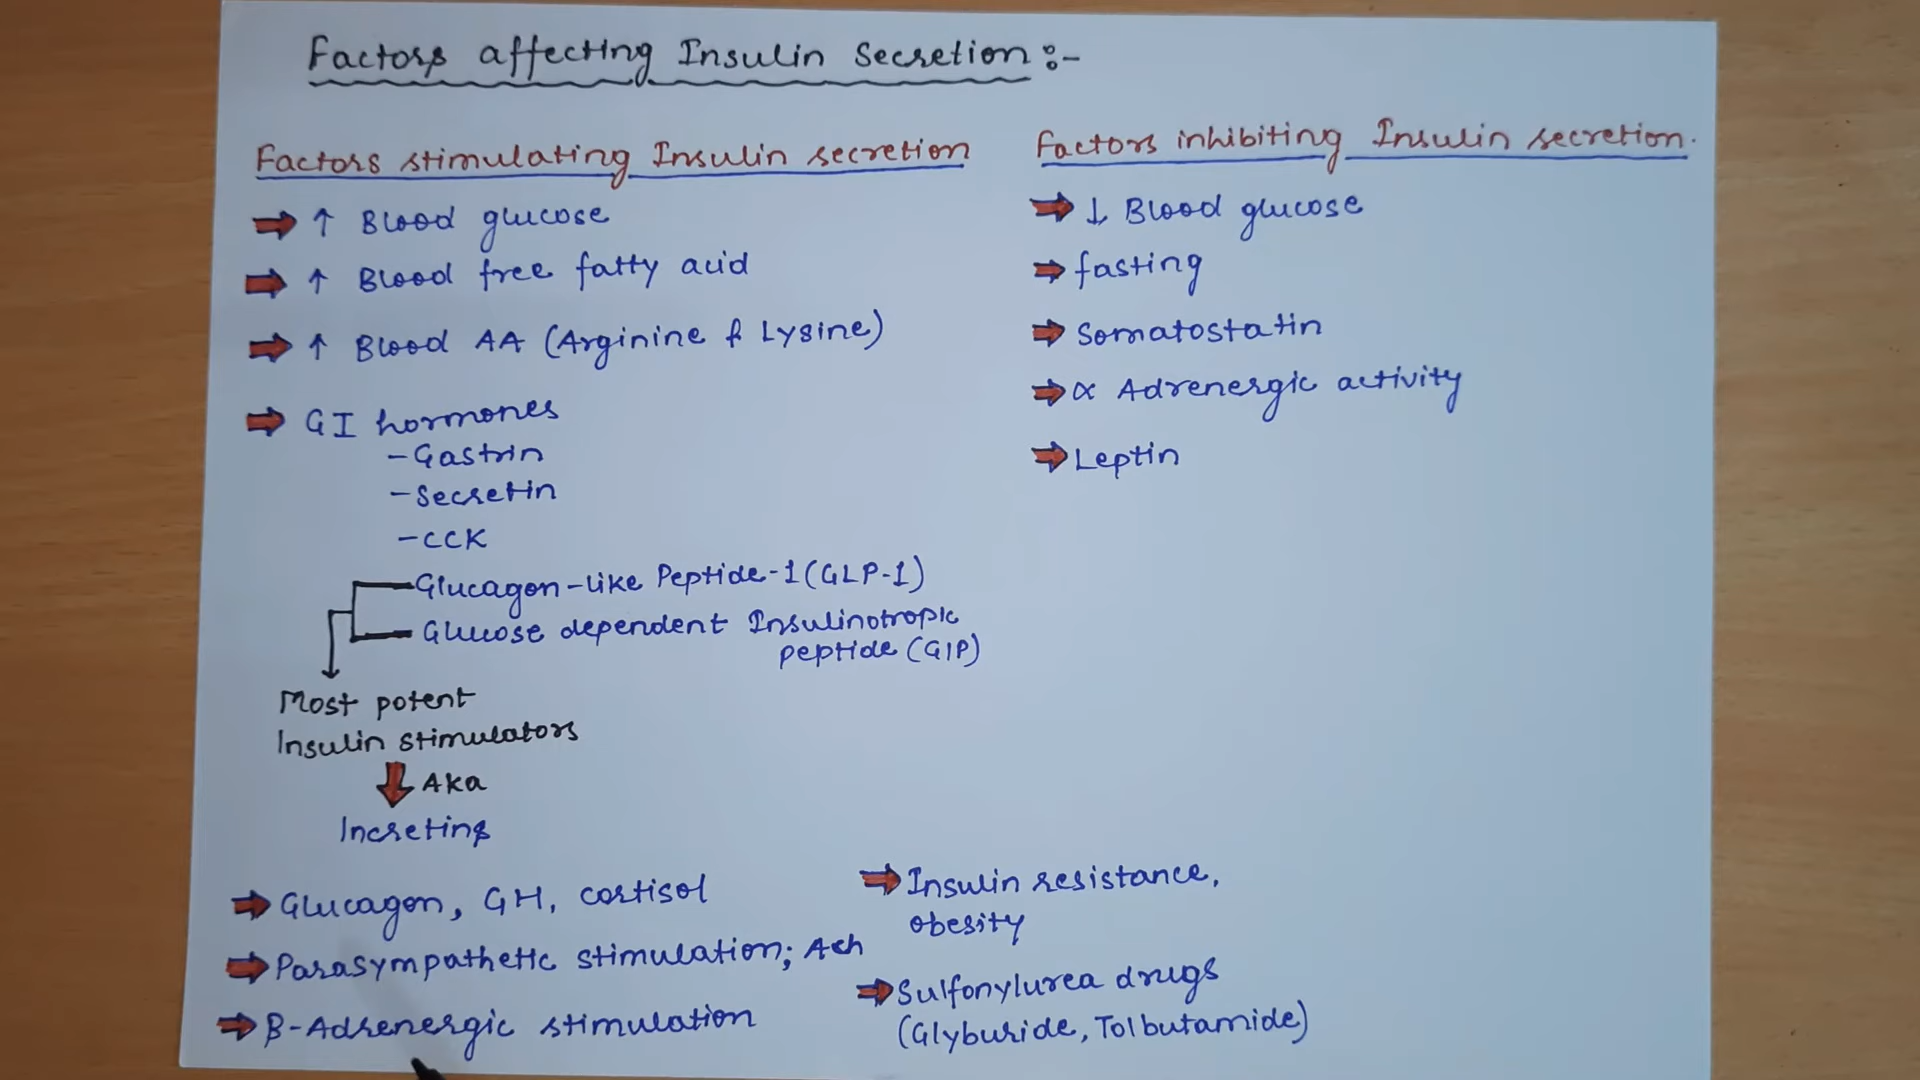 Factors affecting Insulin Secretion :-
Factors stimulating Insulin secretion
→ ↑ Blood glucose
→ ↑ Blood free fatty acid
→ ↑ Blood AA (Arginine & Lysine)
→ GI hormones
- Gastrin
- Secretin
- CCK
Glucagon-like Peptide-1 (GLP-1)
Glucose dependent Insulinotropic
peptide (GIP)
Most potent
Insulin stimulators
↓ Aka
Incretins
→ Glucagon, GH, cortisol
→ Parasympathetic stimulation; Ach
→ β-Adrenergic stimulation
→ Insulin resistance,
obesity
→ Sulfonylurea drugs
(Glyburide, Tolbutamide)
Factors inhibiting Insulin secretion.
→ ↓ Blood glucose
→ fasting
→ Somatostatin
→ α Adrenergic activity
→ Leptin